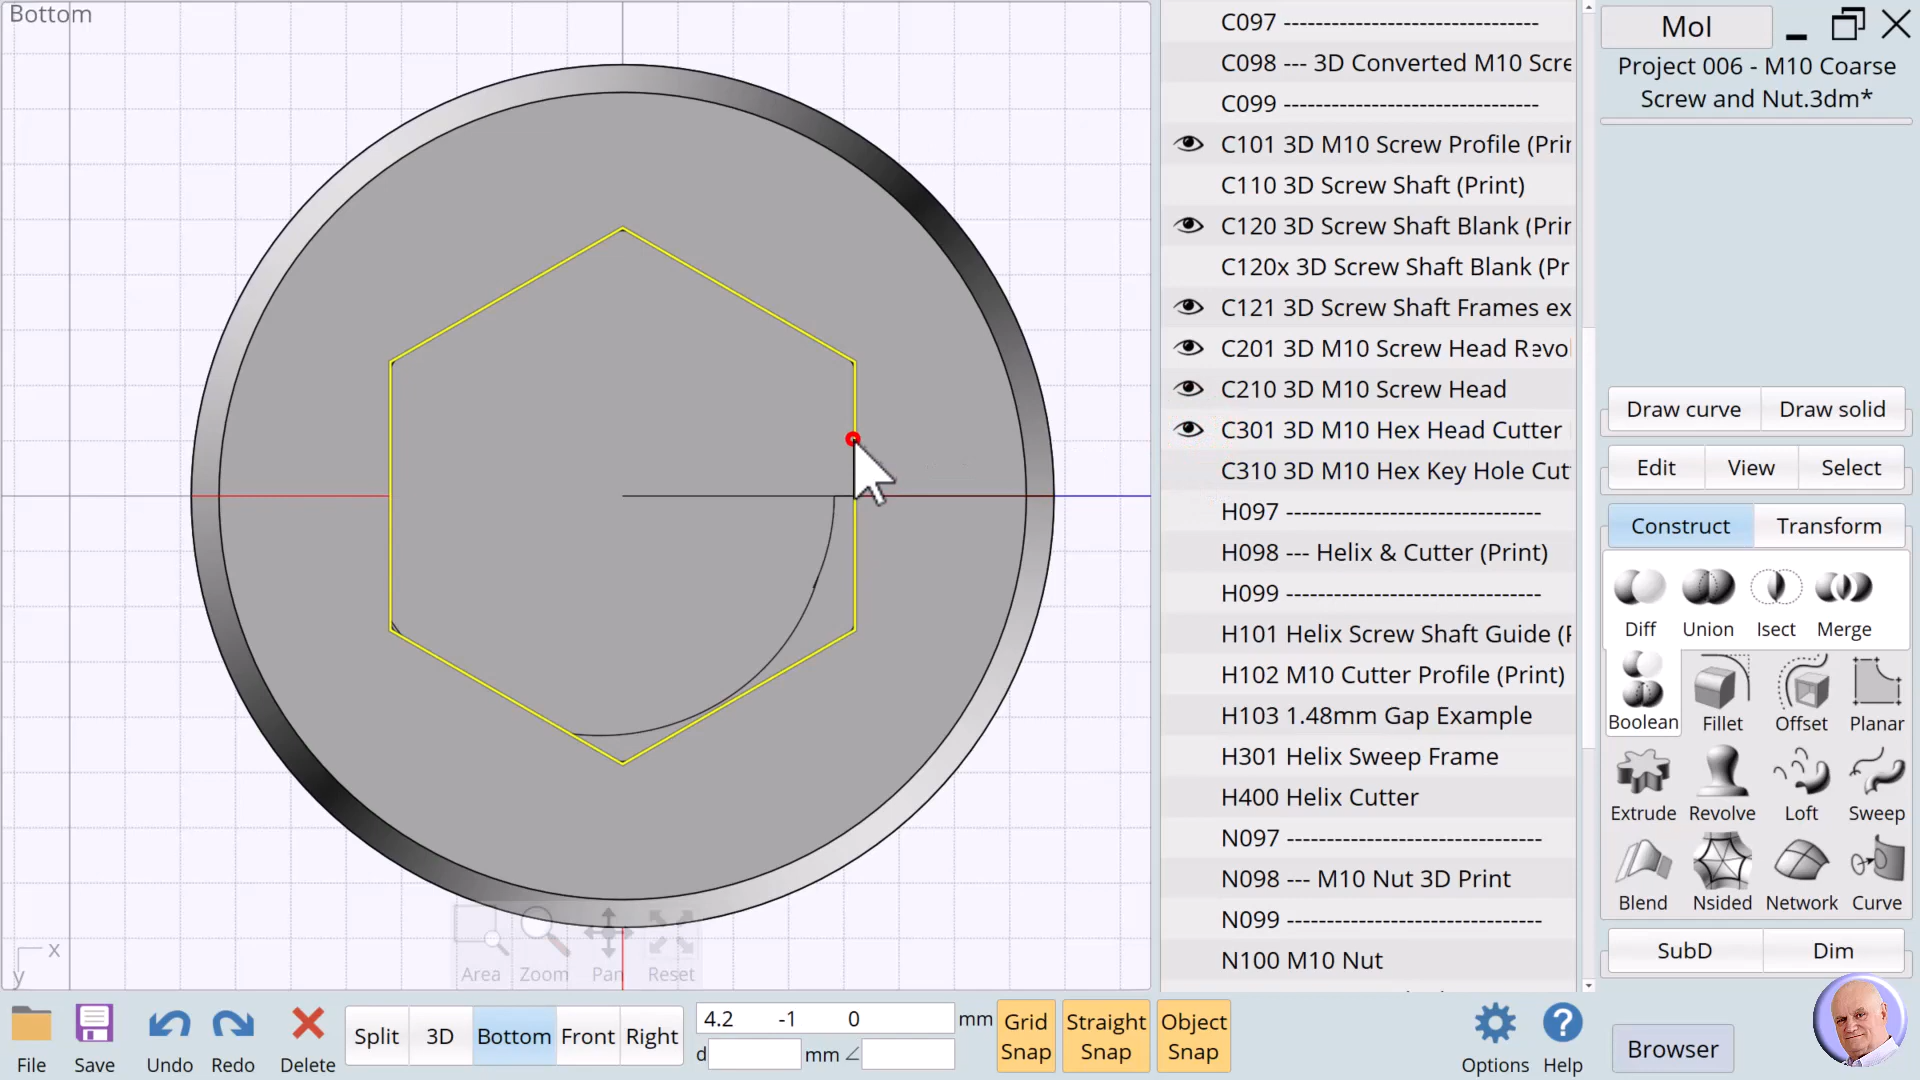 Bottom
C097 -------------------------------
C098 --- 3D Converted M10 Scre
C099 -------------------------------
C101 3D M10 Screw Profile (Prin
C110 3D Screw Shaft (Print)
C120 3D Screw Shaft Blank (Prin
C120x 3D Screw Shaft Blank (Pr
C121 3D Screw Shaft Frames ex
C201 3D M10 Screw Head Revol
C210 3D M10 Screw Head
C301 3D M10 Hex Head Cutter
C310 3D M10 Hex Key Hole Cut
H097 -------------------------------
H098 --- Helix & Cutter (Print)
H099 -------------------------------
H101 Helix Screw Shaft Guide (P
H102 M10 Cutter Profile (Print)
H103 1.48mm Gap Example
H301 Helix Sweep Frame
H400 Helix Cutter
N097 -------------------------------
N098 --- M10 Nut 3D Print
N099 -------------------------------
N100 M10 Nut
MoI
Project 006 - M10 Coarse
Screw and Nut.3dm*
Draw curve Draw solid
Edit View Select
Construct Transform
Diff Union Isect Merge
Boolean Fillet Offset Planar
Extrude Revolve Loft Sweep
Blend Nsided Network Curve
SubD Dim
x
y
Area Zoom Pan Reset
File Save Undo Redo Delete
Split 3D Bottom Front Right
4.2 -1 0 mm
d mm ∠
Grid
Snap
Straight
Snap
Object
Snap
Options Help
Browser